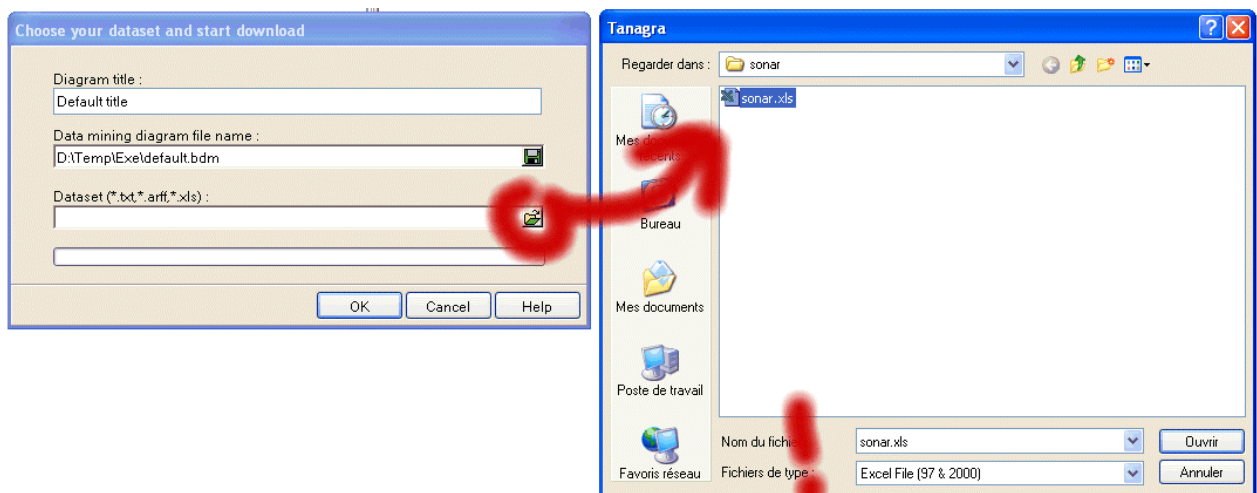 Choose your dataset and start download
Diagram title :
Default title
Data mining diagram file name :
D:\Temp\Exe\default.bdm
Dataset (*.txt,*.arff,*.xls) :
OK Cancel Help
Tanagra
Regarder dans : sonar
sonar.xls
Mes documents
récents
Bureau
Mes documents
Poste de travail
Favoris réseau
Nom du fichier : sonar.xls Ouvrir
Fichiers de type : Excel File (97 & 2000) Annuler